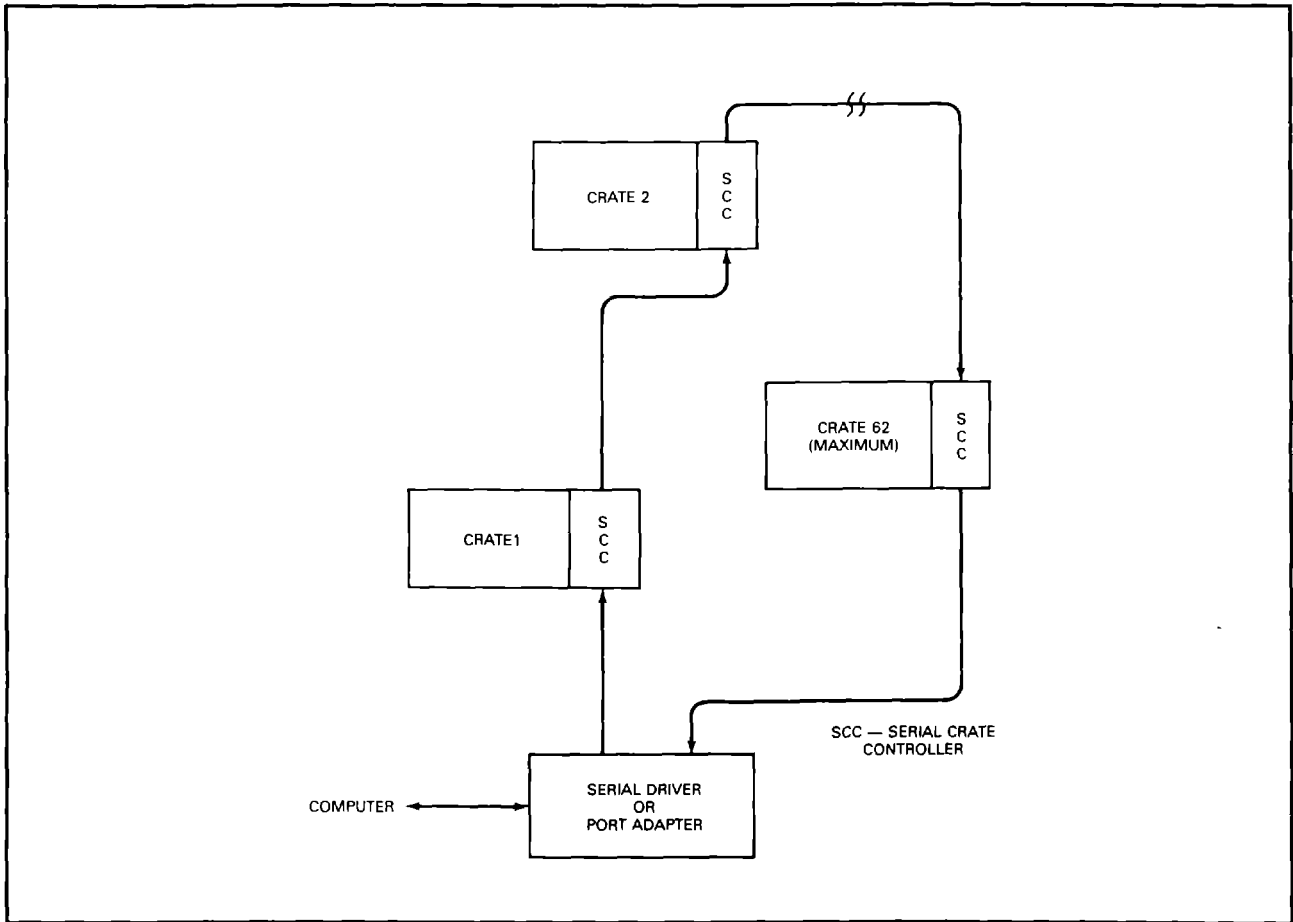 CRATE 2
S
C
C
CRATE 62
(MAXIMUM)
S
C
C
CRATE1
S
C
C
SCC — SERIAL CRATE
CONTROLLER
COMPUTER
SERIAL DRIVER
OR
PORT ADAPTER